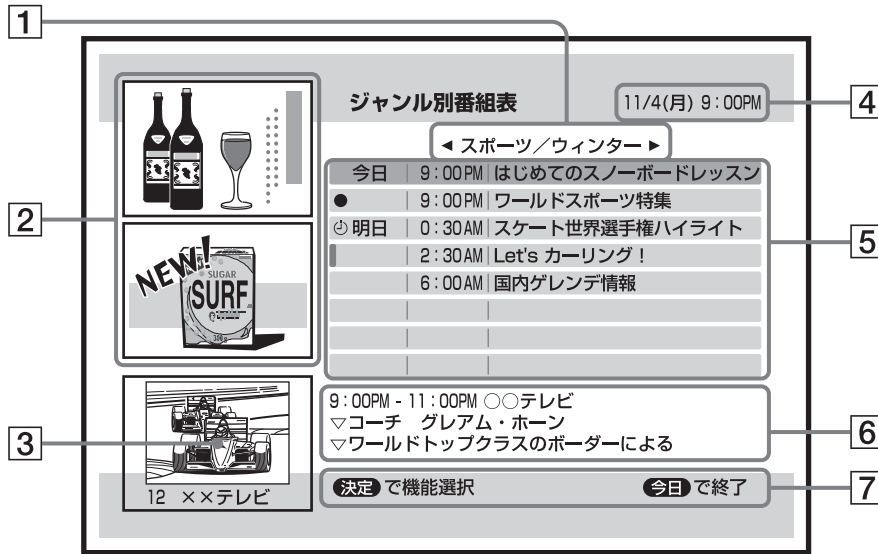 1
ジャンル別番組表
11/4(月) 9:00PM
4
◀ スポーツ／ウィンター ▶
2
今日 9:00PM はじめてのスノーボードレッスン
● 9:00PM ワールドスポーツ特集
明日 0:30AM スケート世界選手権ハイライト
5
2:30AM Let's カーリング！
6:00AM 国内ゲレンデ情報
NEW!
SUGAR
SURF
300g
9:00PM - 11:00PM ○○テレビ
▽コーチ　グレアム・ホーン
▽ワールドトップクラスのボーダーによる
6
3
12 ××テレビ
決定 で機能選択
今日 で終了
7